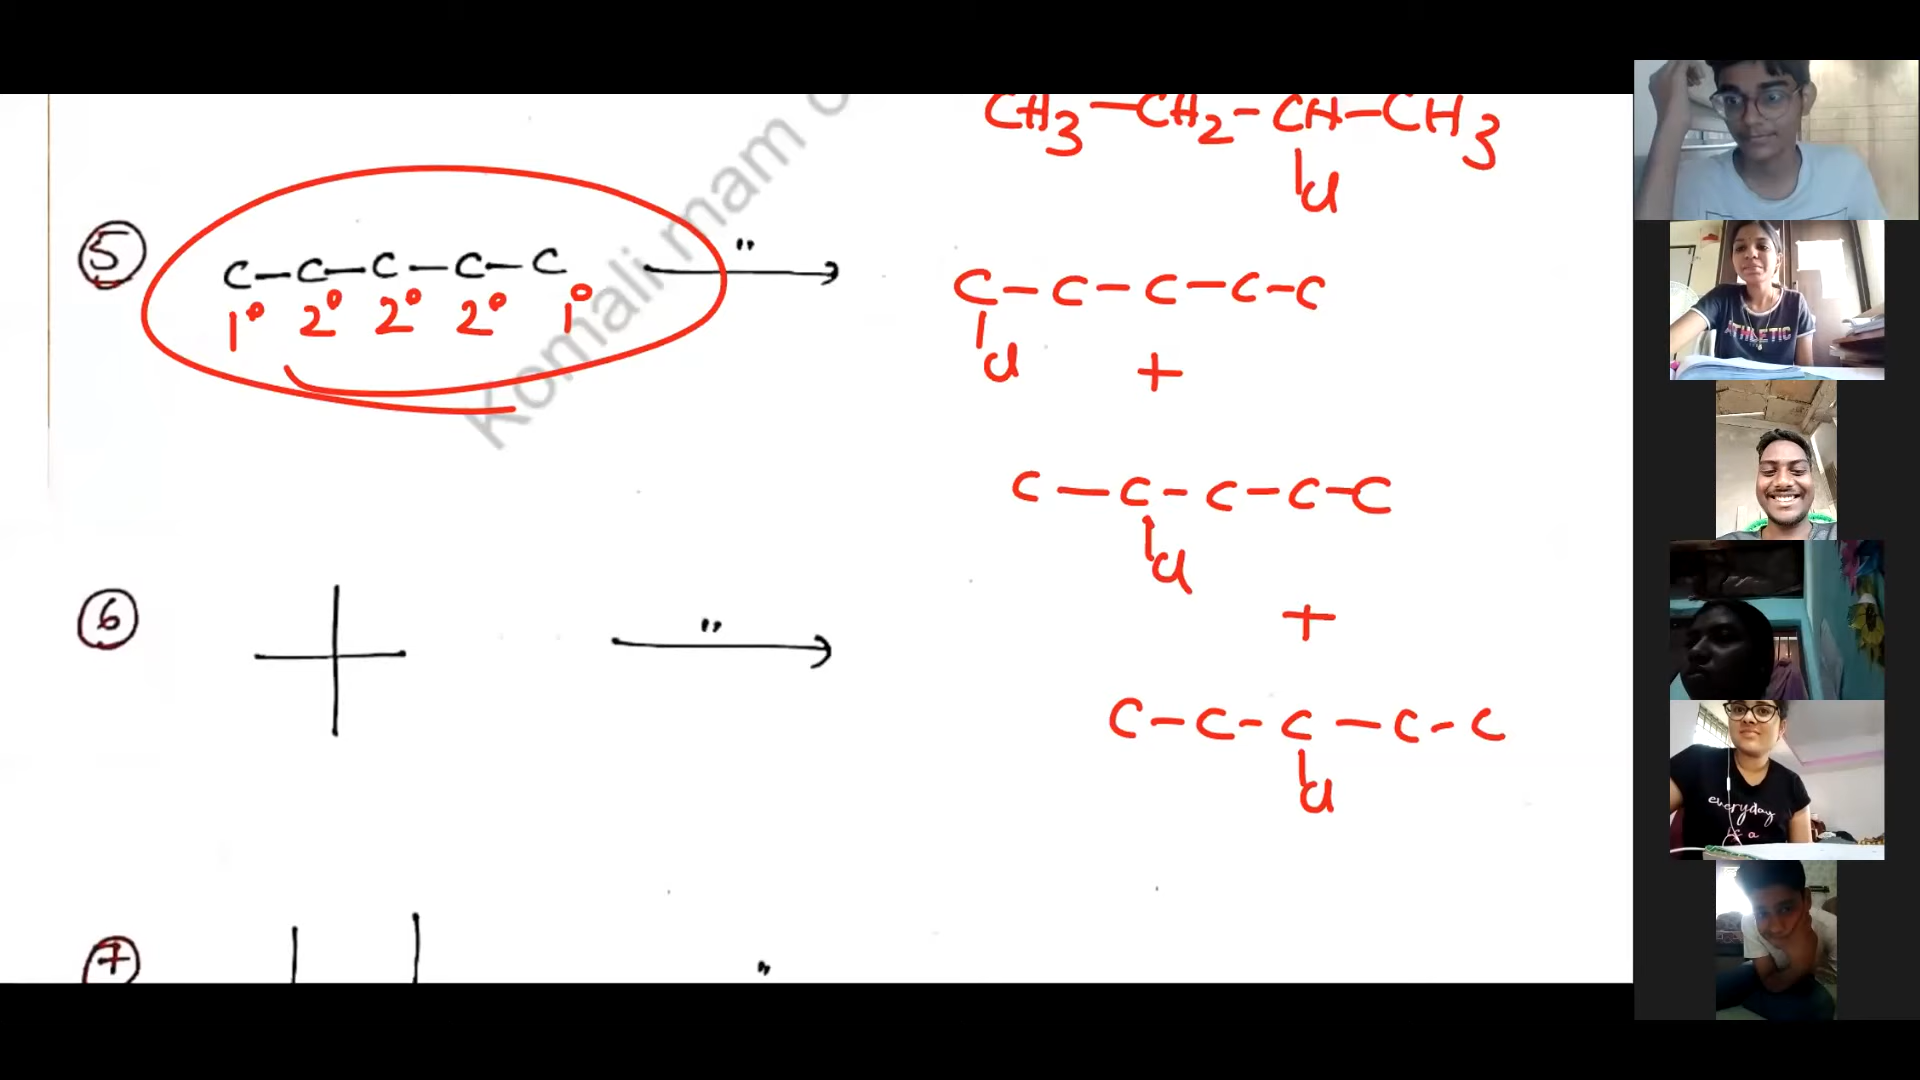 CH3—CH2-CH-CH3
Cl
5
C-C-C-C-C
"
1° 2° 2° 2° 1°
C-C-C-C-C
Cl
+
C-C-C-C-C
Cl
+
6
"
C-C-C-C-C
Cl
7
"
Komali mam
ATHLETIC
everyday
is a